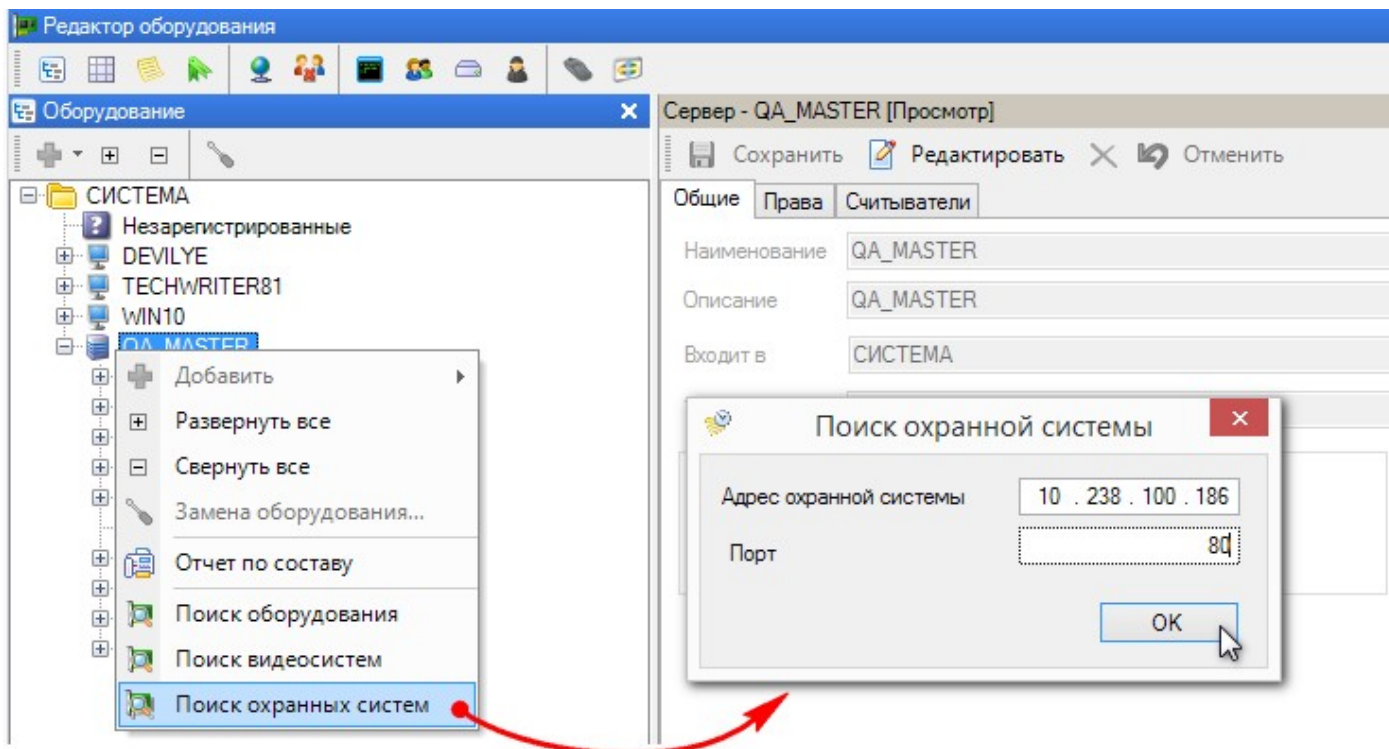 Редактор оборудования
Оборудование
СИСТЕМА
Незарегистрированные
DEVILYE
TECHWRITER81
WIN10
QA_MASTER
Добавить
Развернуть все
Свернуть все
Замена оборудования...
Отчет по составу
Поиск оборудования
Поиск видеосистем
Поиск охранных систем
Сервер - QA_MASTER [Просмотр]
Сохранить Редактировать Отменить
Общие Права Считыватели
Наименование QA_MASTER
Описание QA_MASTER
Входит в СИСТЕМА
Поиск охранной системы
Адрес охранной системы 10 . 238 . 100 . 186
Порт 80
OK